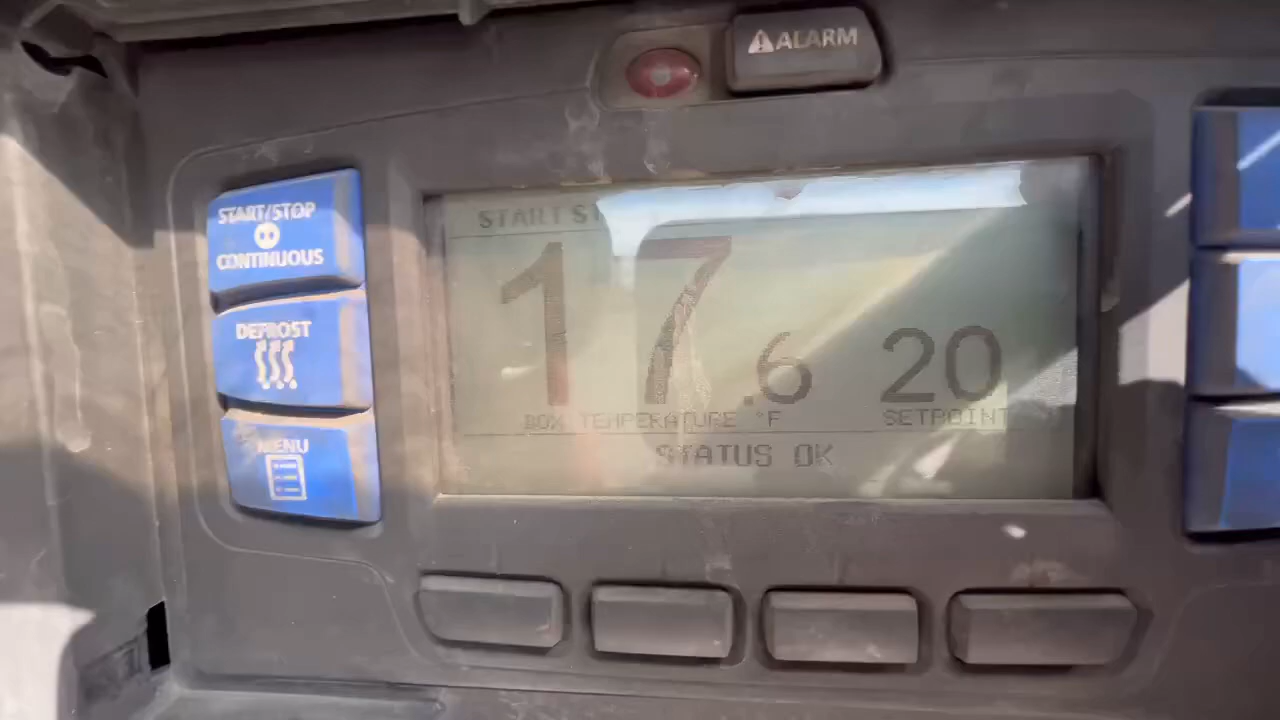 ALARM
START/STOP
CONTINUOUS
DEFROST
MENU
START ST
17.6
20
BOX TEMPERATURE °F
SETPOINT
STATUS OK